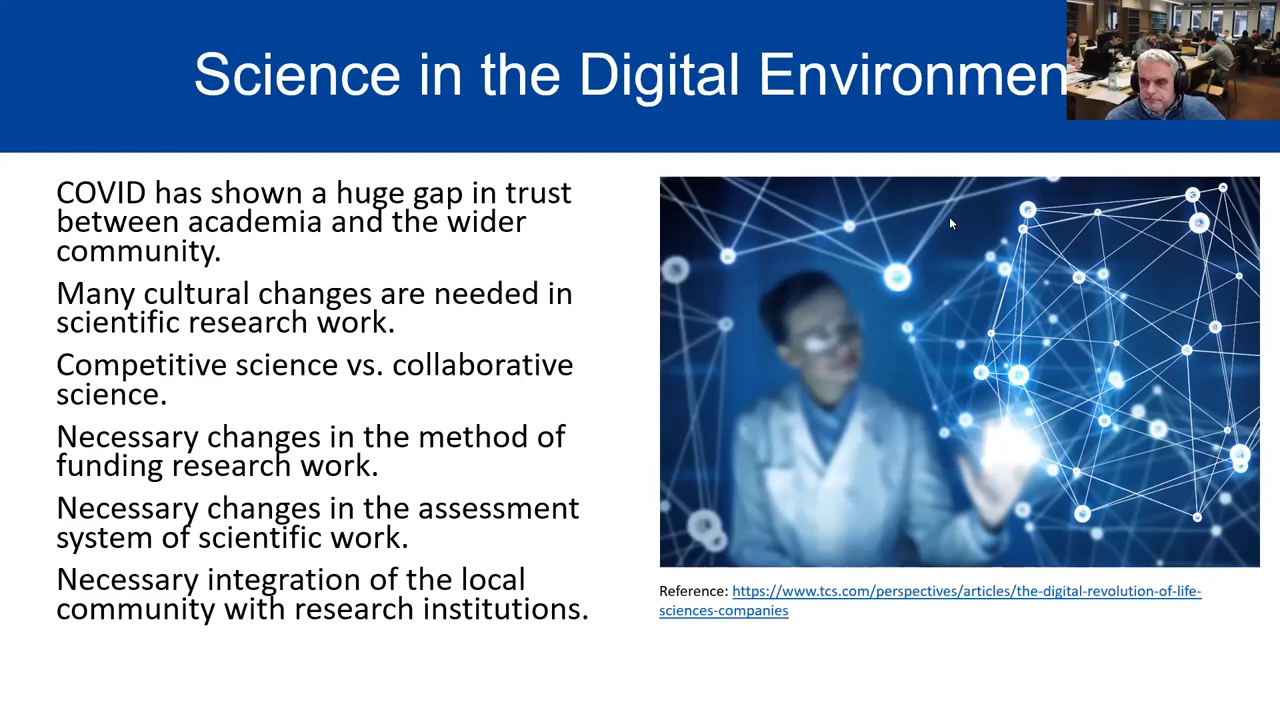 Science in the Digital Environmen
COVID has shown a huge gap in trust
between academia and the wider
community.
Many cultural changes are needed in
scientific research work.
Competitive science vs. collaborative
science.
Necessary changes in the method of
funding research work.
Necessary changes in the assessment
system of scientific work.
Necessary integration of the local
community with research institutions.
Reference: https://www.tcs.com/perspectives/articles/the-digital-revolution-of-life-
sciences-companies